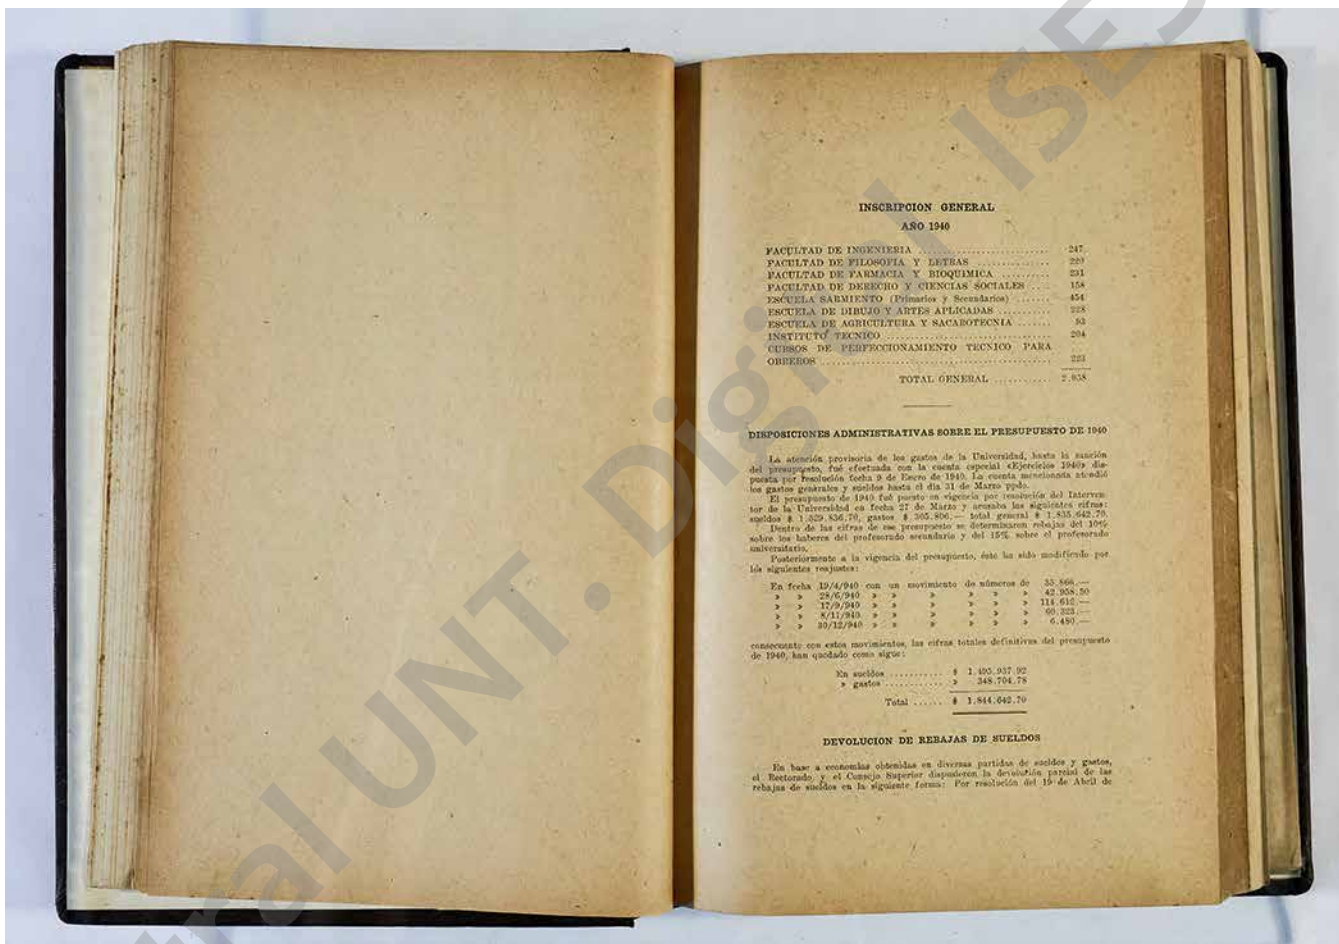 INSCRIPCION GENERAL
AÑO 1940
FACULTAD DE INGENIERIA ........................ 247
FACULTAD DE FILOSOFIA Y LETRAS ...............
FACULTAD DE FARMACIA Y BIOQUIMICA .......... 231
FACULTAD DE DERECHO Y CIENCIAS SOCIALES .... 158
ESCUELA SARMIENTO (Primarios y Secundarios) ....... 454
ESCUELA DE DIBUJO Y ARTES APLICADAS ........... 228
ESCUELA DE AGRICULTURA Y SACAROTECNIA ....... 93
INSTITUTO TECNICO ................................. 204
CURSOS DE PERFECCIONAMIENTO TECNICO PARA
OBREROS .............................................. 223
TOTAL GENERAL ............
DISPOSICIONES ADMINISTRATIVAS SOBRE EL PRESUPUESTO DE 1940
La atención provisoria de los gastos de la Universidad, hasta la sanción
del presupuesto, fué efectuada con la cuenta especial «Ejercicios 1940» dis-
puesta por resolución fecha 9 de Enero de 1940. La cuenta mencionada atendió
los gastos generales y sueldos hasta el día 31 de Marzo ppdo.
El presupuesto de 1940 fué puesto en vigencia por resolución del Interven-
tor de la Universidad en fecha 27 de Marzo y acusaba las siguientes cifras:
sueldos $ 1.529.836.70, gastos $ 305.806.— total general $ 1.835.642.70.
Dentro de las cifras de ese presupuesto se determinaron rebajas del 10%
sobre los haberes del profesorado secundario y del 15% sobre el profesorado
universitario.
Posteriormente a la vigencia del presupuesto, éste ha sido modificado por
los siguientes reajustes:
En fecha 19/4/940 con un movimiento de números de 35.866.—
» » 28/6/940 » » » » » » 42.958.50
» » 17/9/940 » » » » » » 114.612.—
» » 8/11/940 » » » » » » 60.323.—
» » 30/12/940 » » » » » » 6.480.—
consecuente con estos movimientos, las cifras totales definitivas del presupuesto
de 1940, han quedado como sigue:
En sueldos ........... $ 1.495.937.92
» gastos ............ » 348.704.78
Total ...... $ 1.844.642.70
DEVOLUCION DE REBAJAS DE SUELDOS
En base a economías obtenidas en diversas partidas de sueldos y gastos,
el Rectorado y el Consejo Superior dispusieron la devolución parcial de las
rebajas de sueldos en la siguiente forma: Por resolución del 19 de Abril de
ral UNT. Digital ISES